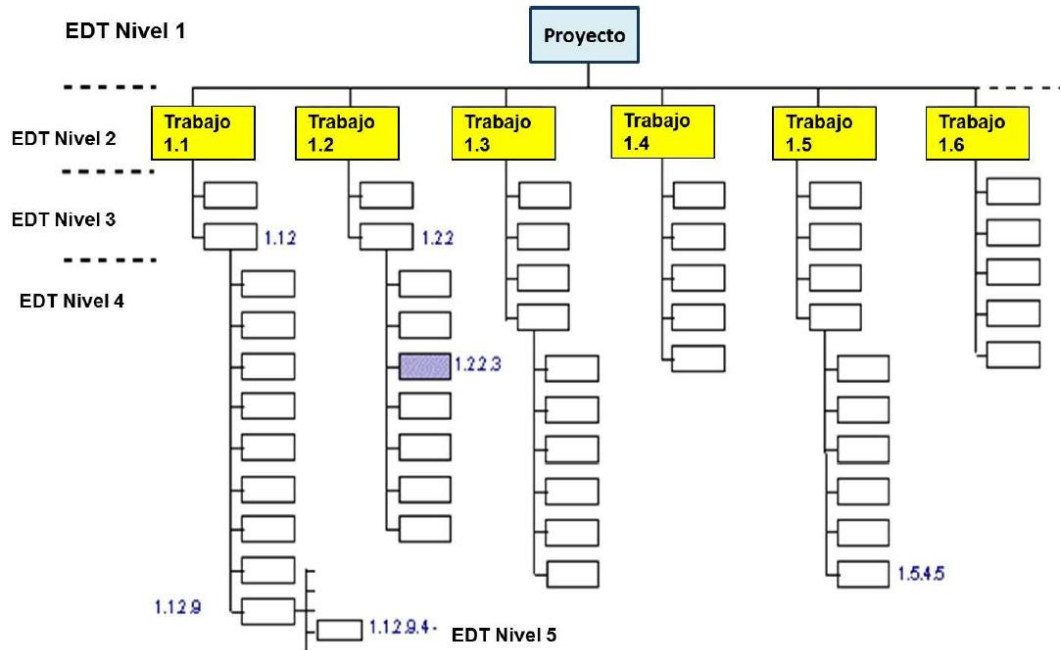 EDT Nivel 1
Proyecto
EDT Nivel 2
Trabajo
1.1
Trabajo
1.2
Trabajo
1.3
Trabajo
1.4
Trabajo
1.5
Trabajo
1.6
EDT Nivel 3
1.1.2
1.2.2
EDT Nivel 4
1.2.2.3
1.5.4.5
1.1.2.9
1.1.2.9.4-
EDT Nivel 5